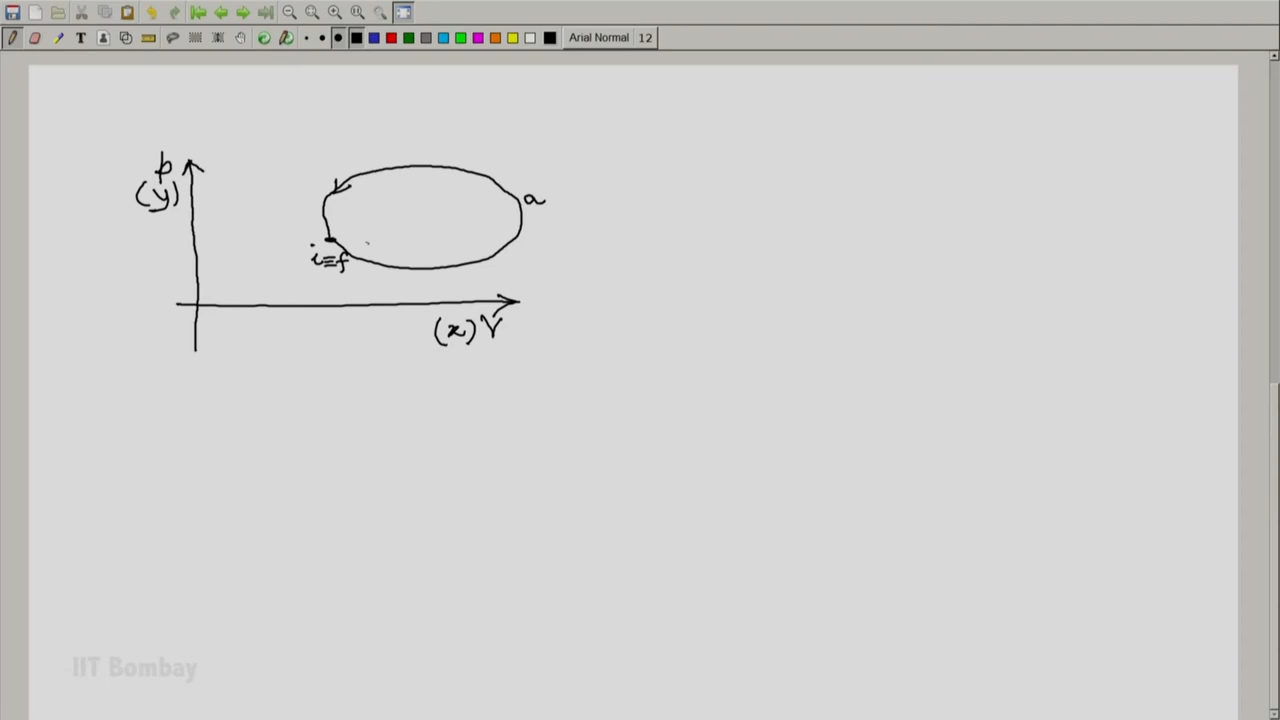 Arial Normal 12
p
(y)
a
i≡f
(x) V
IIT Bombay